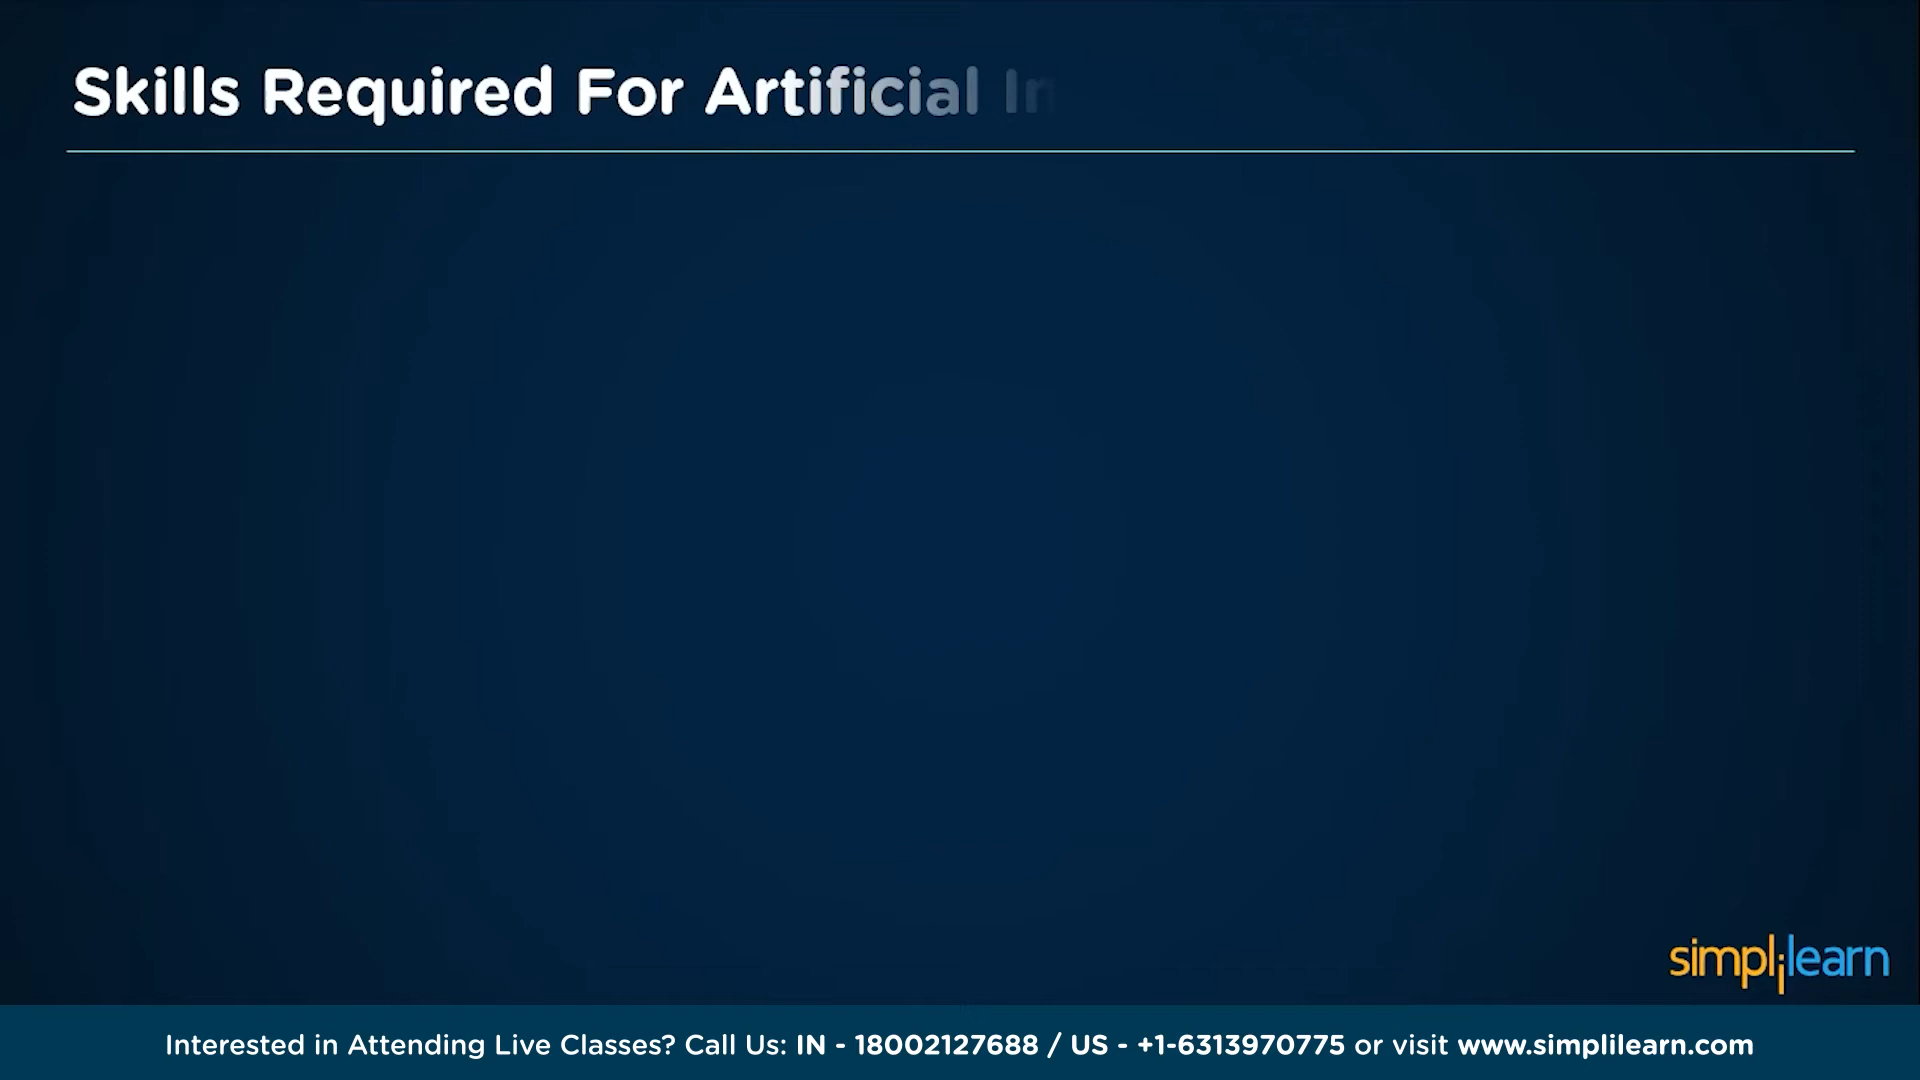 Skills Required For Artificial In
simplilearn
Interested in Attending Live Classes? Call Us: IN - 18002127688 / US - +1-6313970775 or visit www.simplilearn.com